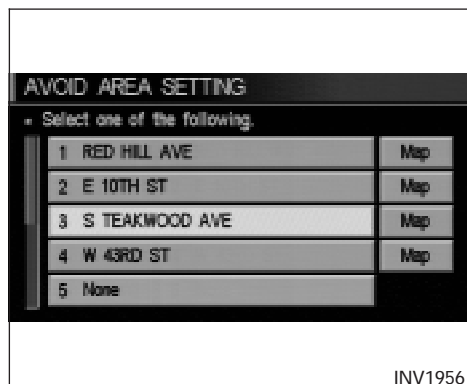 AVOID AREA SETTING
Select one of the following.
1 RED HILL AVE Map
2 E 10TH ST Map
3 S TEAKWOOD AVE Map
4 W 43RD ST Map
5 None
INV1956